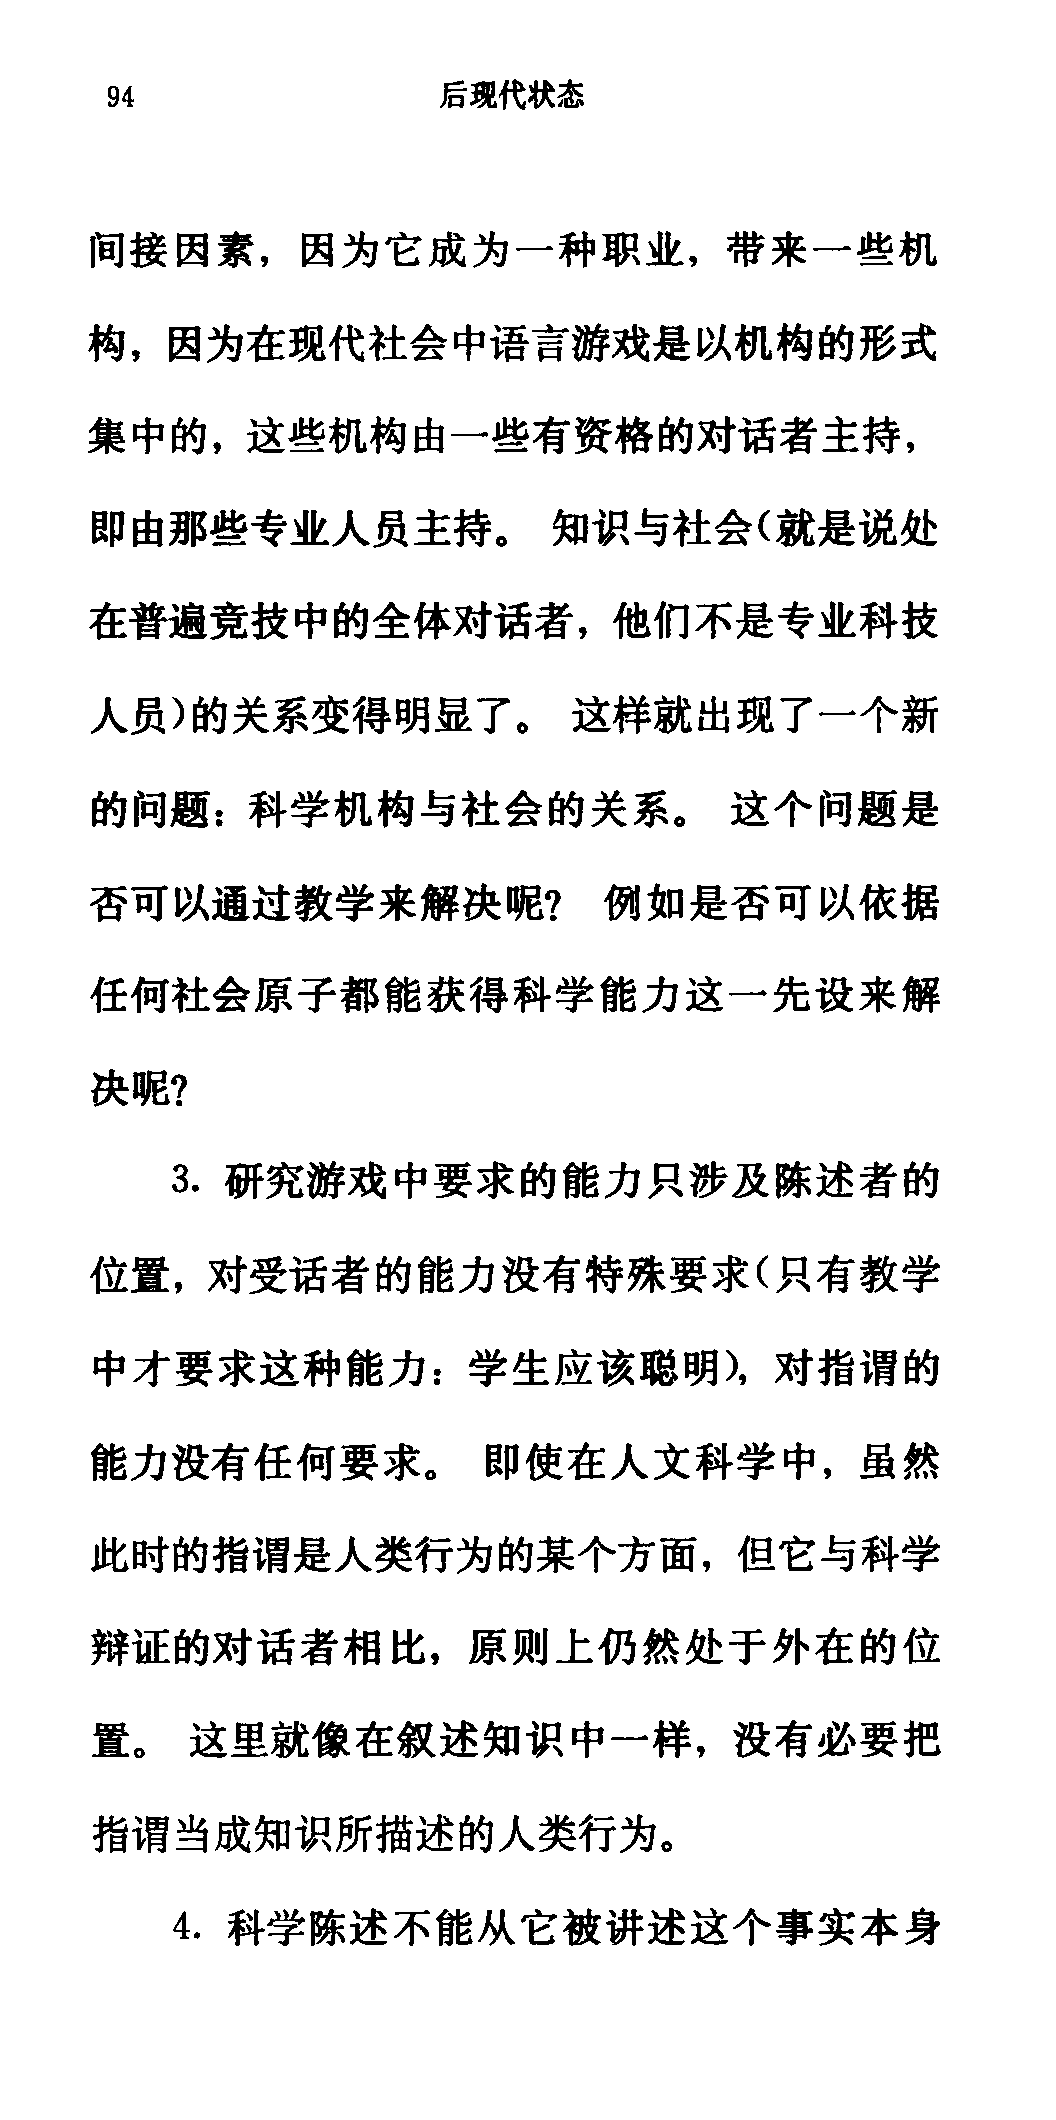 94 后现代状态
间接因素，因为它成为一种职业，带来一些机
构，因为在现代社会中语言游戏是以机构的形式
集中的，这些机构由一些有资格的对话者主持，
即由那些专业人员主持。 知识与社会(就是说处
在普遍竞技中的全体对话者，他们不是专业科技
人员)的关系变得明显了。 这样就出现了一个新
的问题：科学机构与社会的关系。 这个问题是
否可以通过教学来解决呢? 例如是否可以依据
任何社会原子都能获得科学能力这一先设来解
决呢?
3. 研究游戏中要求的能力只涉及陈述者的
位置，对受话者的能力没有特殊要求(只有教学
中才要求这种能力：学生应该聪明)，对指谓的
能力没有任何要求。 即使在人文科学中，虽然
此时的指谓是人类行为的某个方面，但它与科学
辩证的对话者相比，原则上仍然处于外在的位
置。 这里就像在叙述知识中一样，没有必要把
指谓当成知识所描述的人类行为。
4. 科学陈述不能从它被讲述这个事实本身